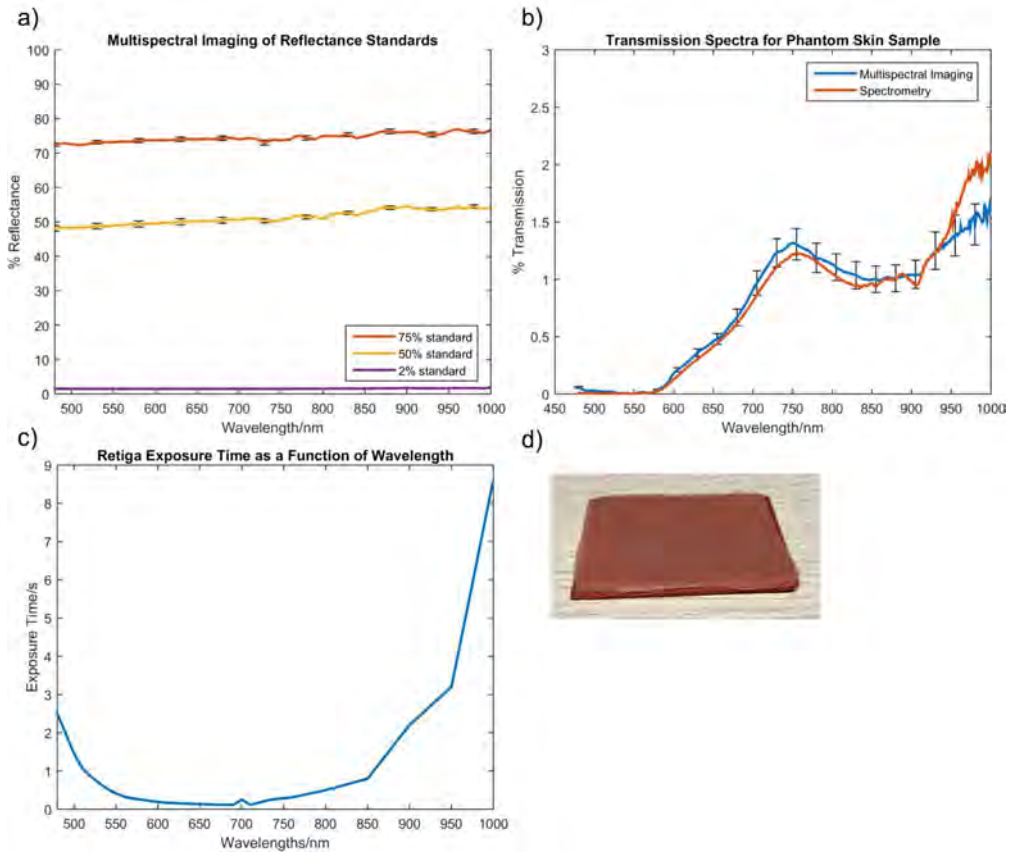 a)
Multispectral Imaging of Reflectance Standards
100
90
80
70
60
50
40
30
20
10
0
% Reflectance
500 550 600 650 700 750 800 850 900 950 1000
Wavelength/nm
75% standard
50% standard
2% standard
b)
Transmission Spectra for Phantom Skin Sample
3
2.5
2
1.5
1
0.5
0
% Transmission
450 500 550 600 650 700 750 800 850 900 950 1000
Wavelength/nm
Multispectral Imaging
Spectrometry
c)
Retiga Exposure Time as a Function of Wavelength
9
8
7
6
5
4
3
2
1
0
Exposure Time/s
500 550 600 650 700 750 800 850 900 950 1000
Wavelengths/nm
d)